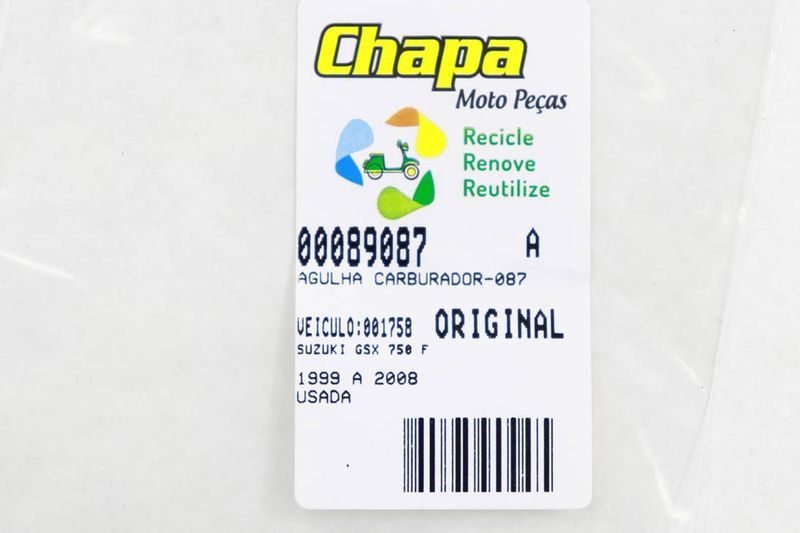 Chapa
Moto Peças
Recicle
Renove
Reutilize
00089087 A
AGULHA CARBURADOR-087
VEICULO:001758 ORIGINAL
SUZUKI GSX 750 F
1999 A 2008
USADA